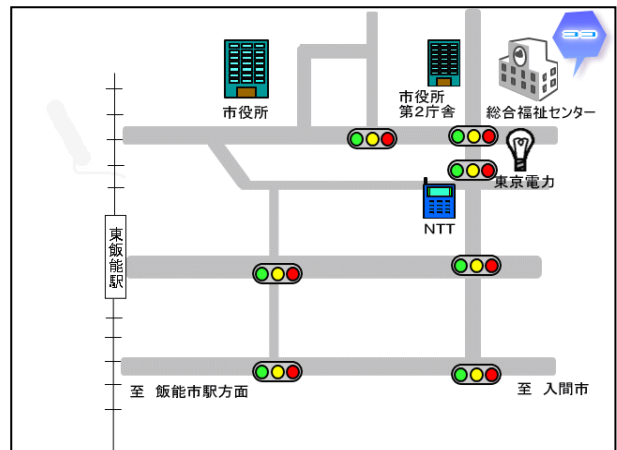 市役所
市役所
第2庁舎
総合福祉センター
東京電力
NTT
東飯能駅
至 飯能市駅方面
至 入間市